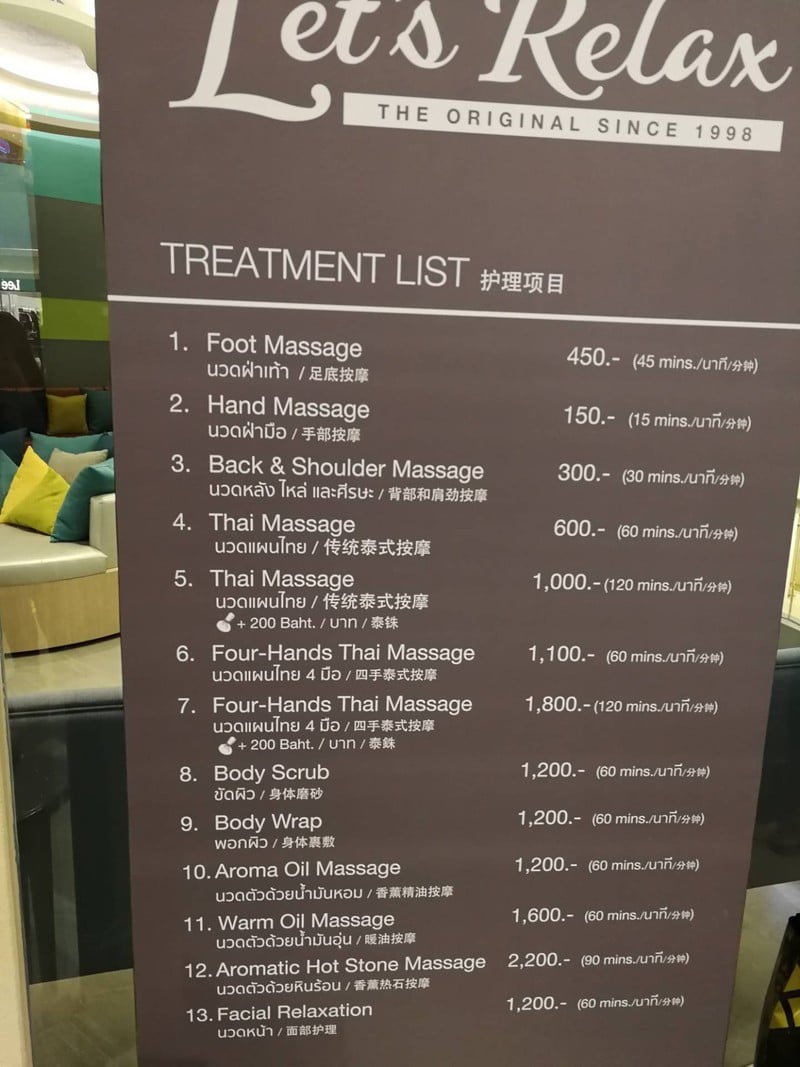 Let's Relax
THE ORIGINAL SINCE 1998
Lee
TREATMENT LIST 护理项目
1. Foot Massage 450.- (45 mins./นาที/分钟)
นวดฝ่าเท้า / 足底按摩
2. Hand Massage 150.- (15 mins./นาที/分钟)
นวดฝ่ามือ / 手部按摩
3. Back & Shoulder Massage 300.- (30 mins./นาที/分钟)
นวดหลัง ไหล่ และศีรษะ / 背部和肩劲按摩
4. Thai Massage 600.- (60 mins./นาที/分钟)
นวดแผนไทย / 传统泰式按摩
5. Thai Massage 1,000.- (120 mins./นาที/分钟)
นวดแผนไทย / 传统泰式按摩
+ 200 Baht. / บาท / 泰铢
6. Four-Hands Thai Massage 1,100.- (60 mins./นาที/分钟)
นวดแผนไทย 4 มือ / 四手泰式按摩
7. Four-Hands Thai Massage 1,800.- (120 mins./นาที/分钟)
นวดแผนไทย 4 มือ / 四手泰式按摩
+ 200 Baht. / บาท / 泰铢
8. Body Scrub 1,200.- (60 mins./นาที/分钟)
ขัดผิว / 身体磨砂
9. Body Wrap 1,200.- (60 mins./นาที/分钟)
พอกผิว / 身体裹敷
10. Aroma Oil Massage 1,200.- (60 mins./นาที/分钟)
นวดตัวด้วยน้ำมันหอม / 香薰精油按摩
11. Warm Oil Massage 1,600.- (60 mins./นาที/分钟)
นวดตัวด้วยน้ำมันอุ่น / 暖油按摩
12. Aromatic Hot Stone Massage 2,200.- (90 mins./นาที/分钟)
นวดตัวด้วยหินร้อน / 香薰热石按摩
13. Facial Relaxation 1,200.- (60 mins./นาที/分钟)
นวดหน้า / 面部护理